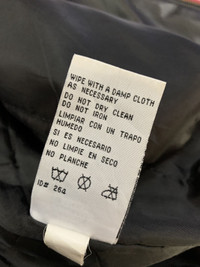 WIPE WITH A DAMP CLOTH
AS NECESSARY
DO NOT DRY CLEAN
DO NOT IRON
LIMPIAR CON UN TRAPO
HUMEDO
SI ES NECESARIO
NO LIMPIE EN SECO
NO PLANCHE
ID# 264